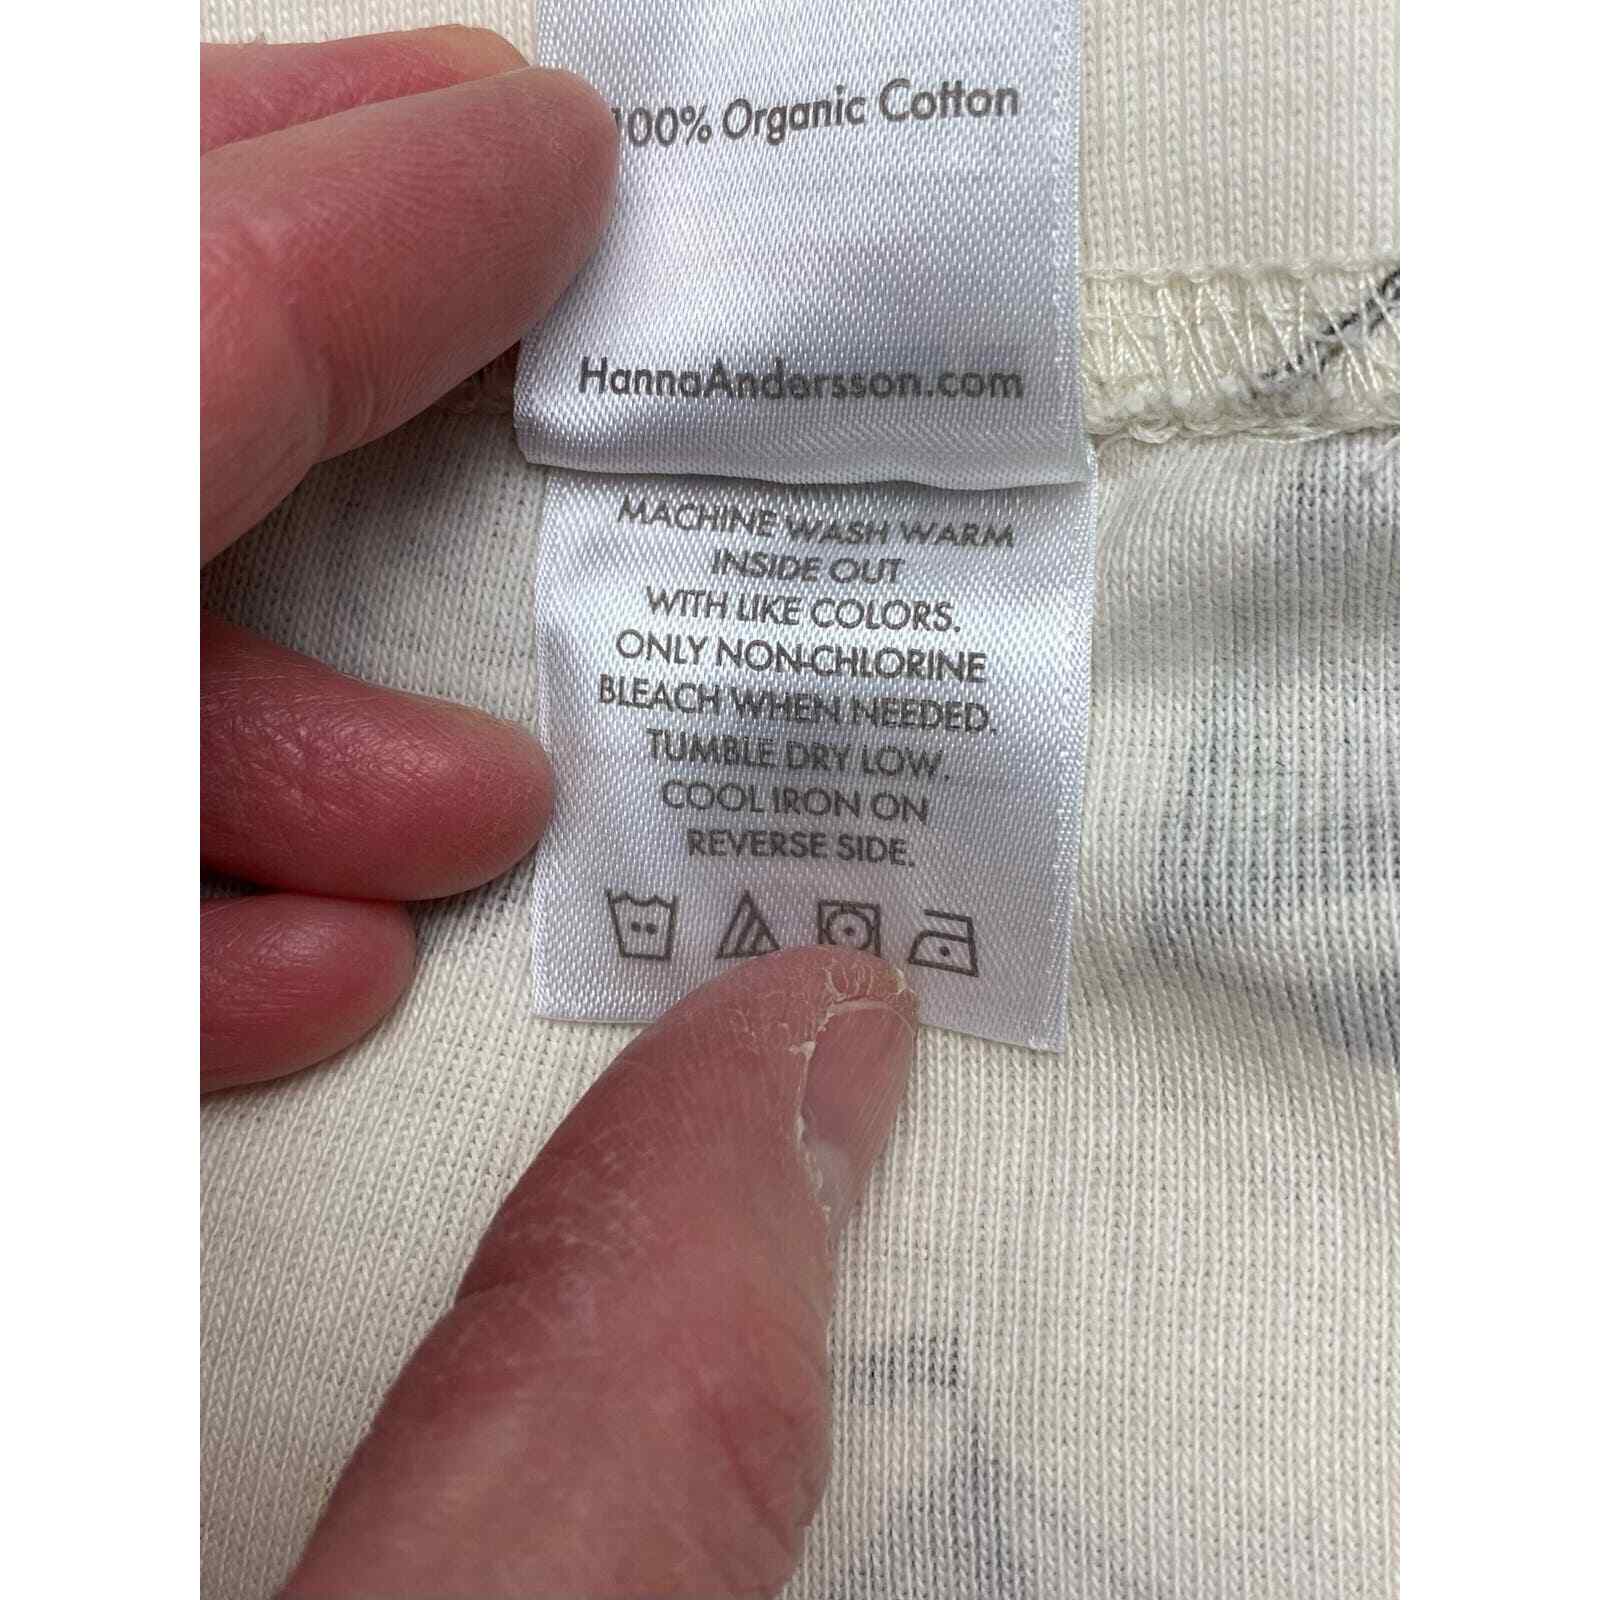 100% Organic Cotton
HannaAndersson.com
MACHINE WASH WARM
INSIDE OUT
WITH LIKE COLORS.
ONLY NON-CHLORINE
BLEACH WHEN NEEDED.
TUMBLE DRY LOW.
COOL IRON ON
REVERSE SIDE.